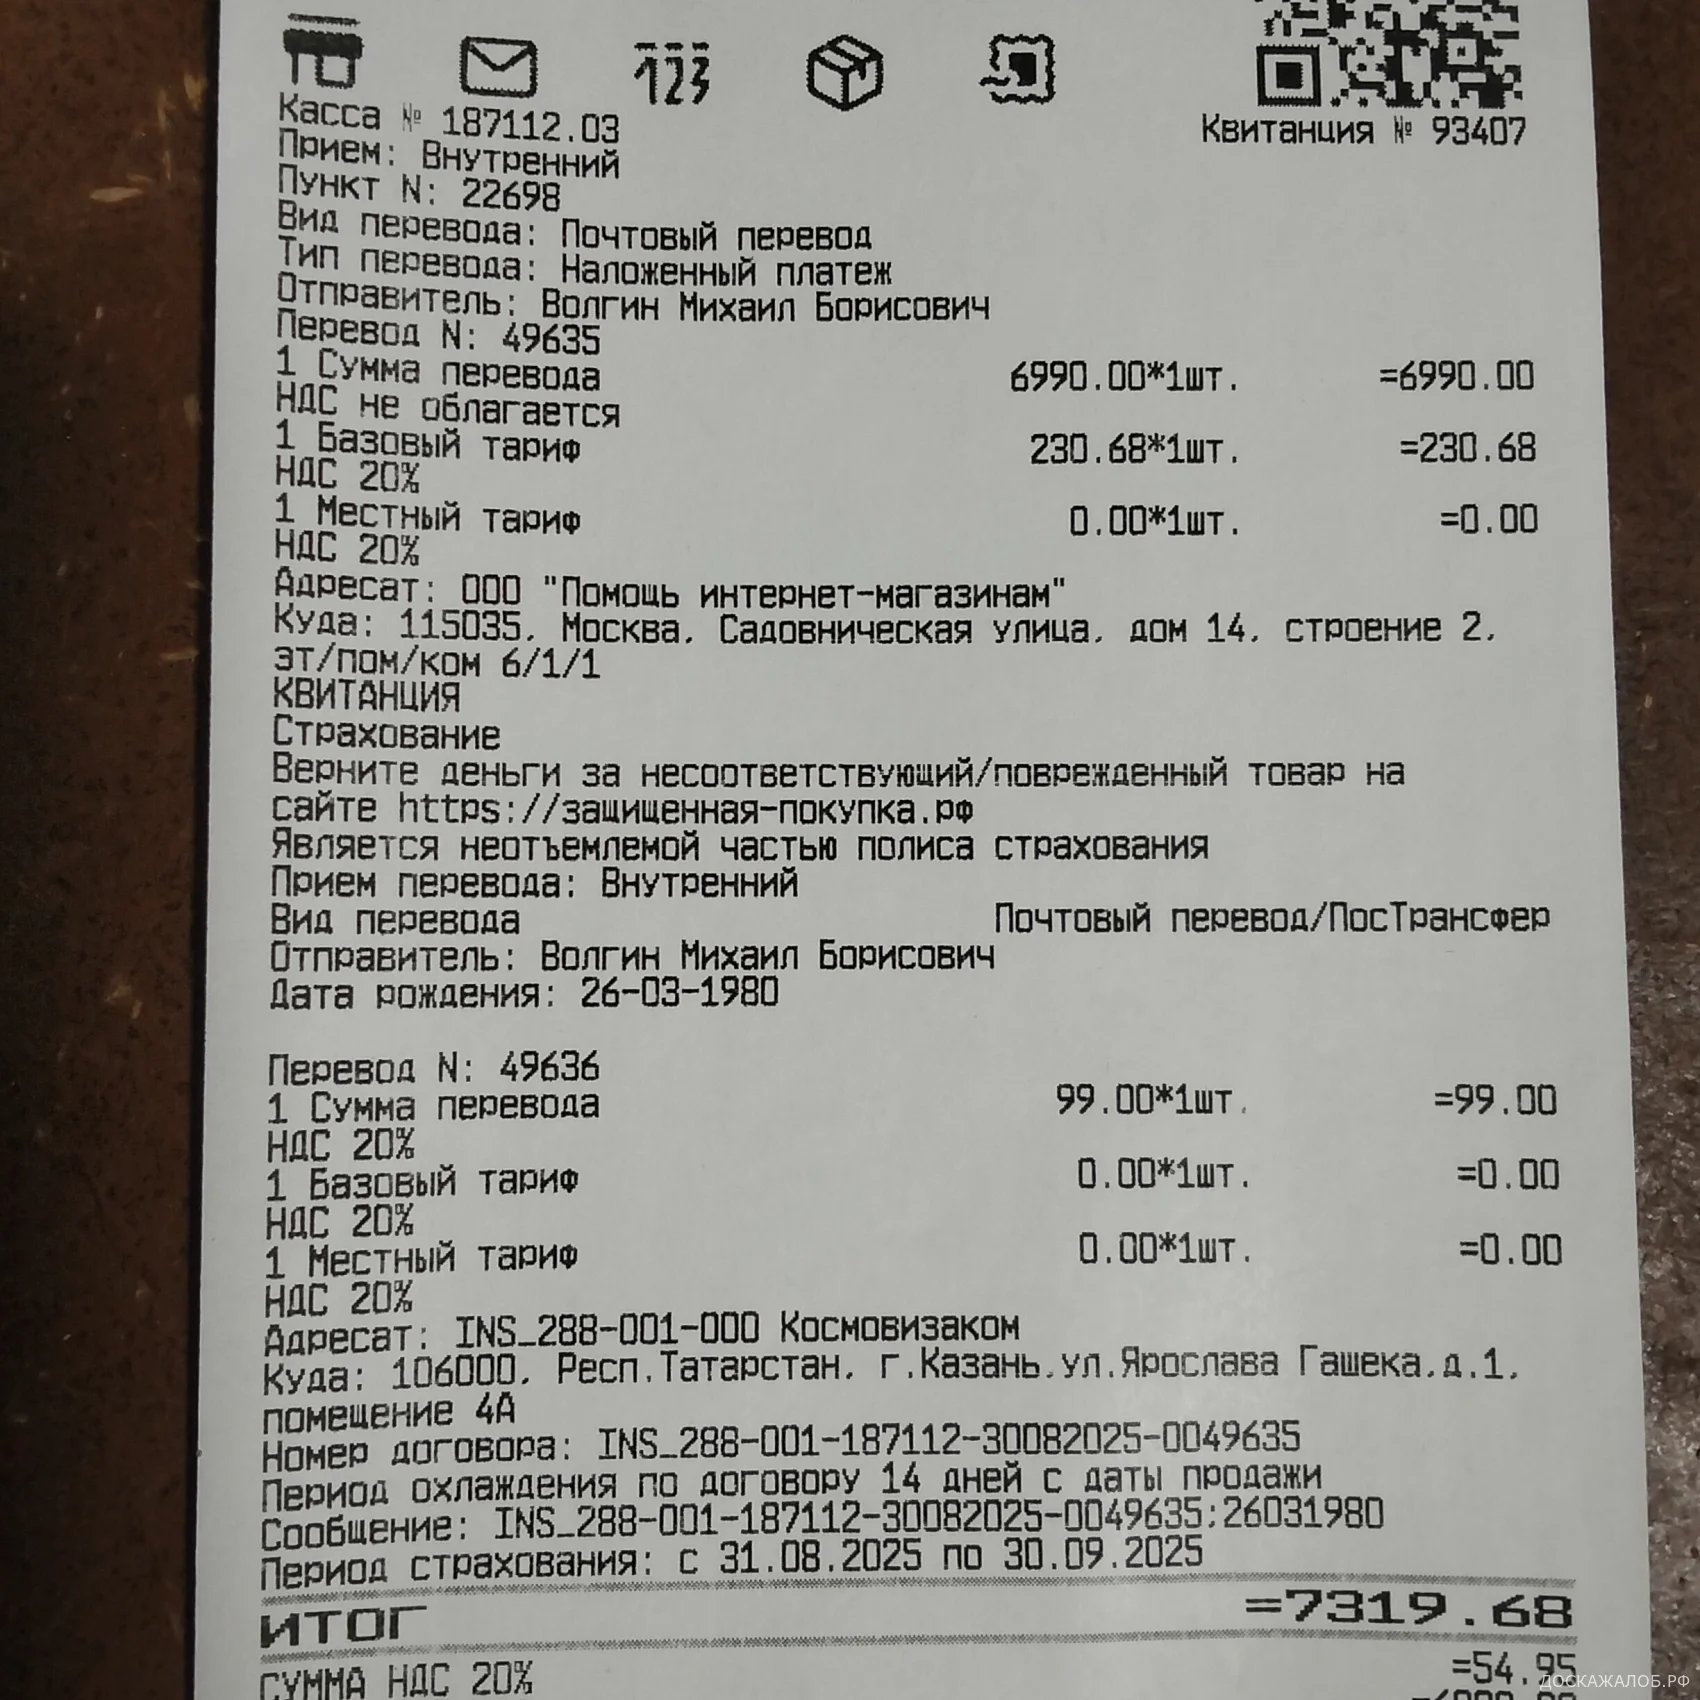 123
Касса № 187112.03
Квитанция № 93407
Прием: Внутренний
Пункт N: 22698
Вид перевода: Почтовый перевод
Тип перевода: Наложенный платеж
Отправитель: Волгин Михаил Борисович
Перевод N: 49635
1 Сумма перевода 6990.00*1шт. =6990.00
НДС не облагается
1 Базовый тариф 230.68*1шт. =230.68
НДС 20%
1 Местный тариф 0.00*1шт. =0.00
НДС 20%
Адресат: ООО "Помощь интернет-магазинам"
Куда: 115035, Москва, Садовническая улица, дом 14, строение 2,
эт/пом/ком 6/1/1
КВИТАНЦИЯ
Страхование
Верните деньги за несоответствующий/поврежденный товар на
сайте https://защищенная-покупка.рф
Является неотъемлемой частью полиса страхования
Прием перевода: Внутренний
Вид перевода Почтовый перевод/ПосТрансфер
Отправитель: Волгин Михаил Борисович
Дата рождения: 26-03-1980
Перевод N: 49636
1 Сумма перевода 99.00*1шт. =99.00
НДС 20%
1 Базовый тариф 0.00*1шт. =0.00
НДС 20%
1 Местный тариф 0.00*1шт. =0.00
НДС 20%
Адресат: INS_288-001-000 Космовизаком
Куда: 106000, Респ.Татарстан, г.Казань,ул.Ярослава Гашека,д.1,
помещение 4А
Номер договора: INS_288-001-187112-30082025-0049635
Период охлаждения по договору 14 дней с даты продажи
Сообщение: INS_288-001-187112-30082025-0049635;26031980
Период страхования: с 31.08.2025 по 30.09.2025
ИТОГ =7319.68
СУММА НДС 20% =54.95
ДОСКАЖАЛОБ.РФ